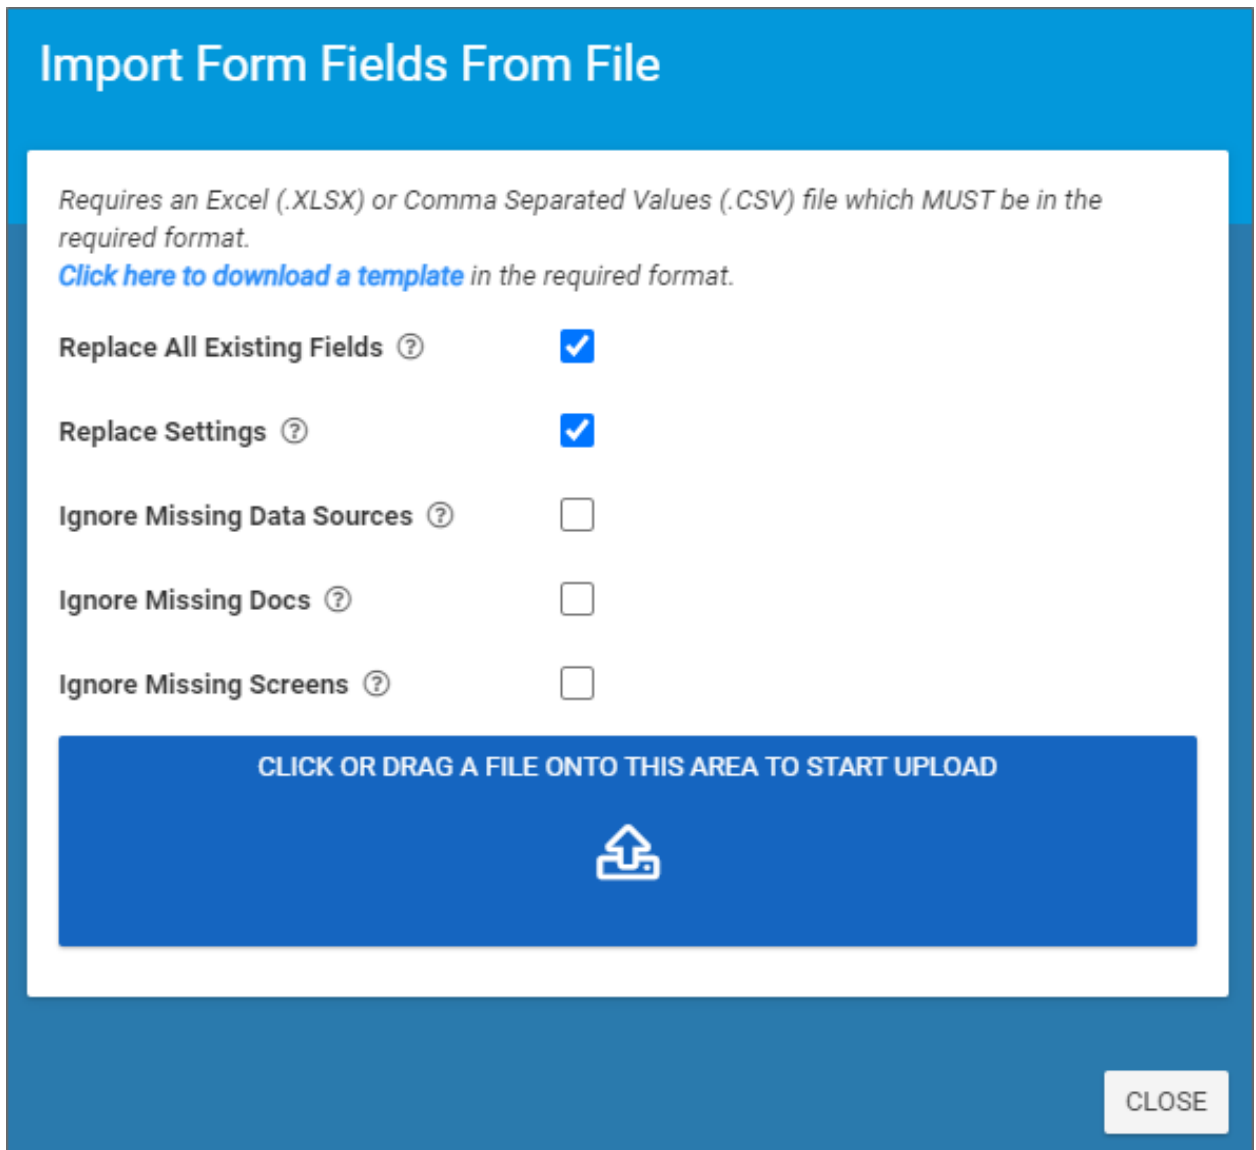 Import Form Fields From File
Requires an Excel (.XLSX) or Comma Separated Values (.CSV) file which MUST be in the
required format.
Click here to download a template in the required format.
Replace All Existing Fields
Replace Settings
Ignore Missing Data Sources
Ignore Missing Docs
Ignore Missing Screens
CLICK OR DRAG A FILE ONTO THIS AREA TO START UPLOAD
CLOSE